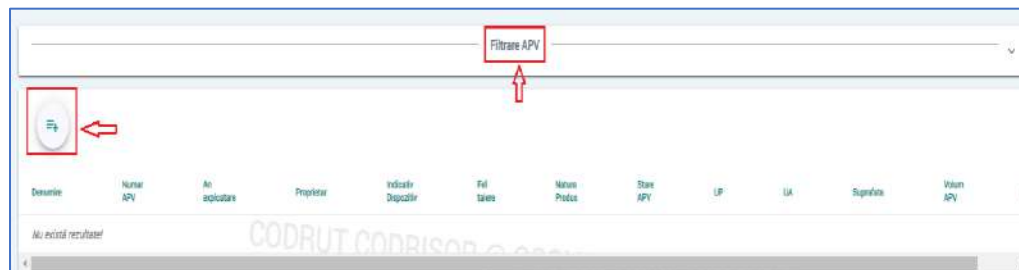 Filtrare APV
Denumire Numar APV An exploatare Proprietar Indicativ Dispozitiv Fel taiere Natura Produs Stare APV UP UA Suprafata Volum APV
Nu există rezultate!
CODRUT CODRISOR @